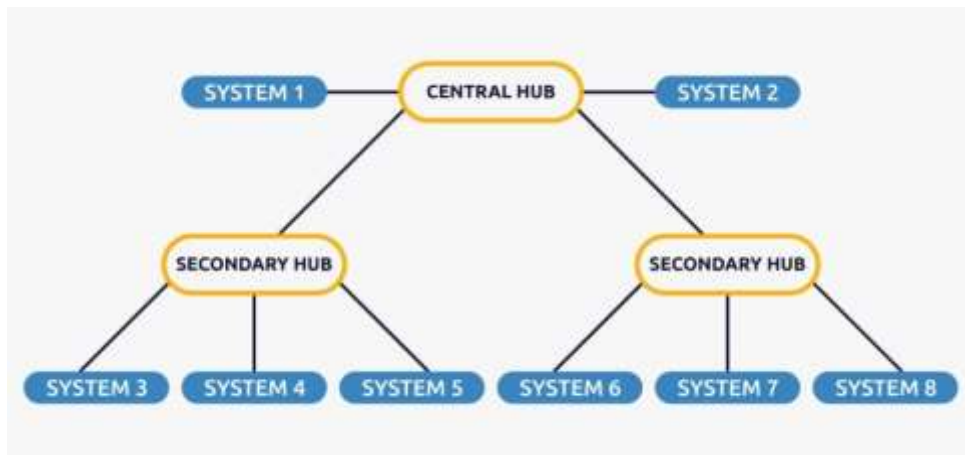 SYSTEM 1
CENTRAL HUB
SYSTEM 2
SECONDARY HUB
SECONDARY HUB
SYSTEM 3
SYSTEM 4
SYSTEM 5
SYSTEM 6
SYSTEM 7
SYSTEM 8